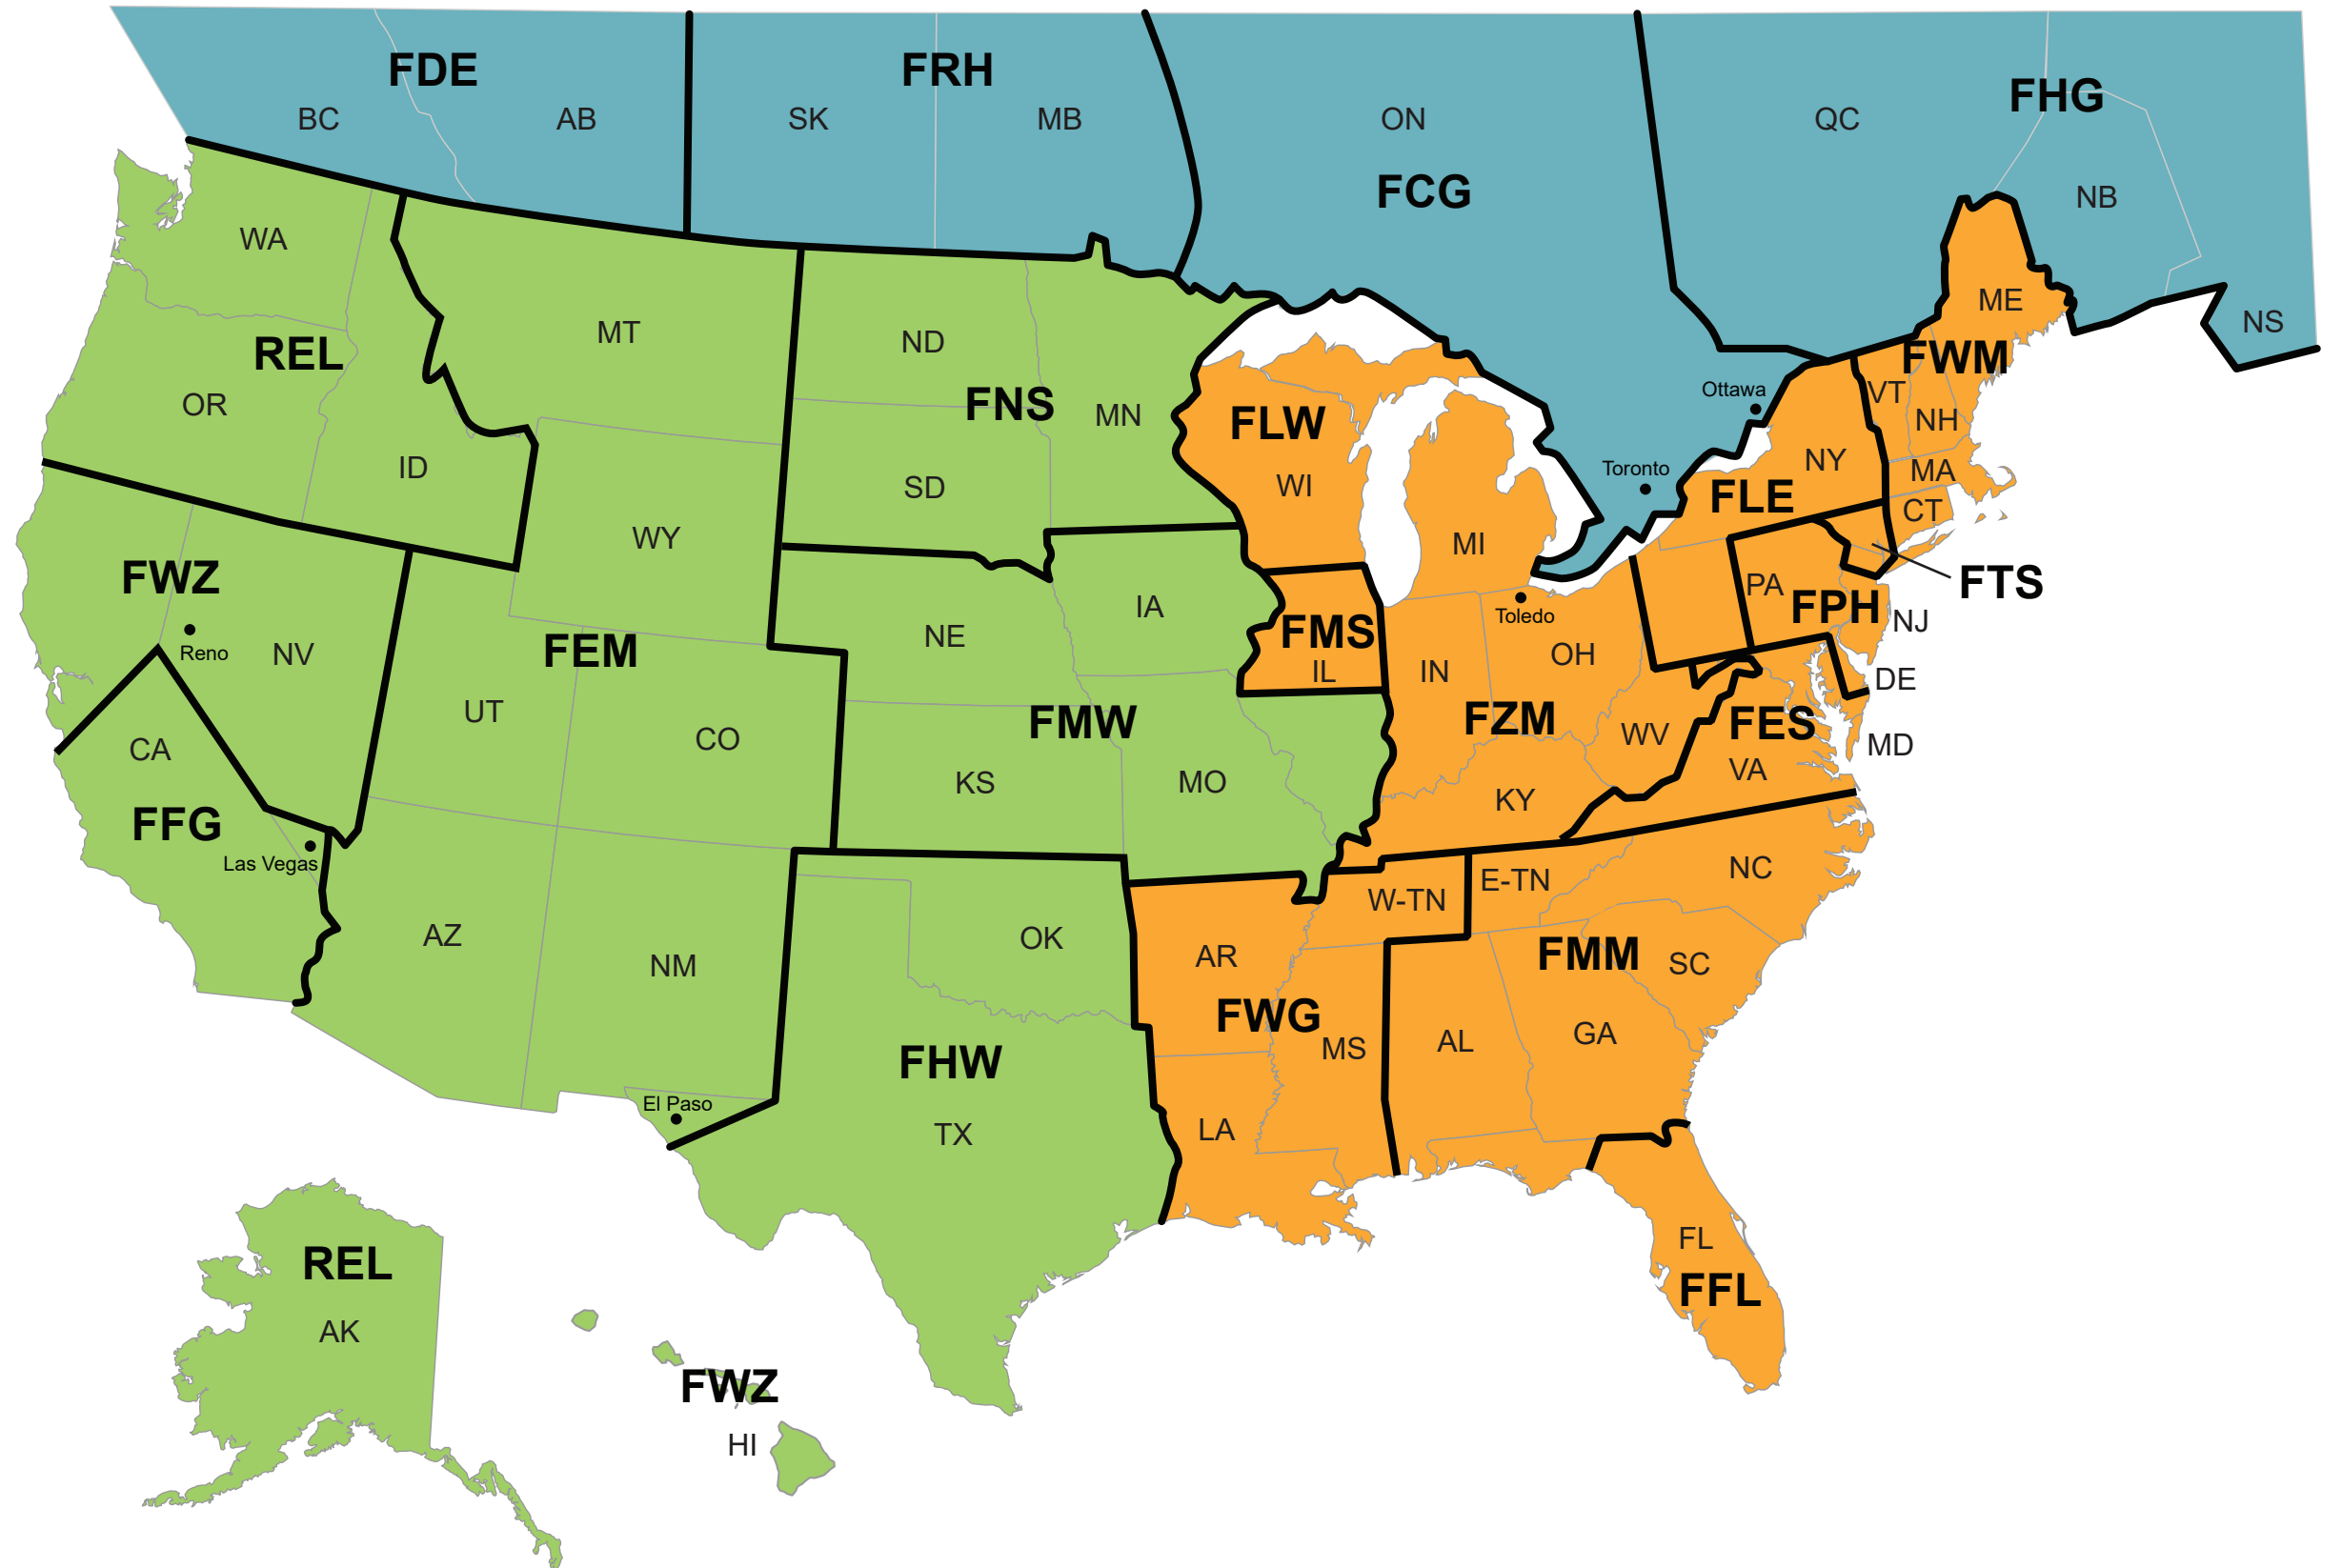 FDE
FRH
FHG
BC
AB
SK
MB
ON
QC
FCG
NB
WA
ME
NS
MT
ND
REL
FWM
Ottawa
VT
OR
FNS
MN
FLW
NH
ID
SD
WI
Toronto
NY
MA
FLE
CT
WY
MI
FWZ
PA
FTS
IA
Toledo
FPH
NJ
Reno
NV
FEM
NE
FMS
IL
IN
OH
DE
UT
CO
FMW
FZM
WV
FES
MD
CA
KS
MO
VA
KY
FFG
Las Vegas
W-TN
E-TN
NC
AZ
NM
OK
AR
FMM
SC
FWG
MS
AL
GA
FHW
El Paso
TX
LA
FL
FFL
REL
AK
FWZ
HI